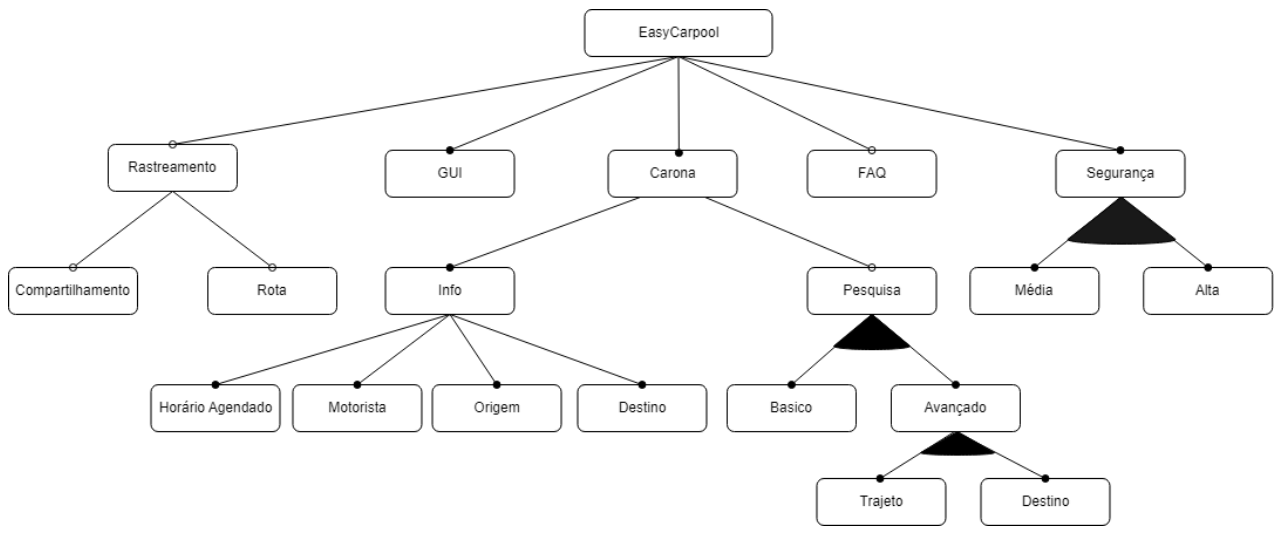 EasyCarpool
Rastreamento
GUI
Carona
FAQ
Segurança
Compartilhamento
Rota
Info
Pesquisa
Média
Alta
Horário Agendado
Motorista
Origem
Destino
Basico
Avançado
Trajeto
Destino